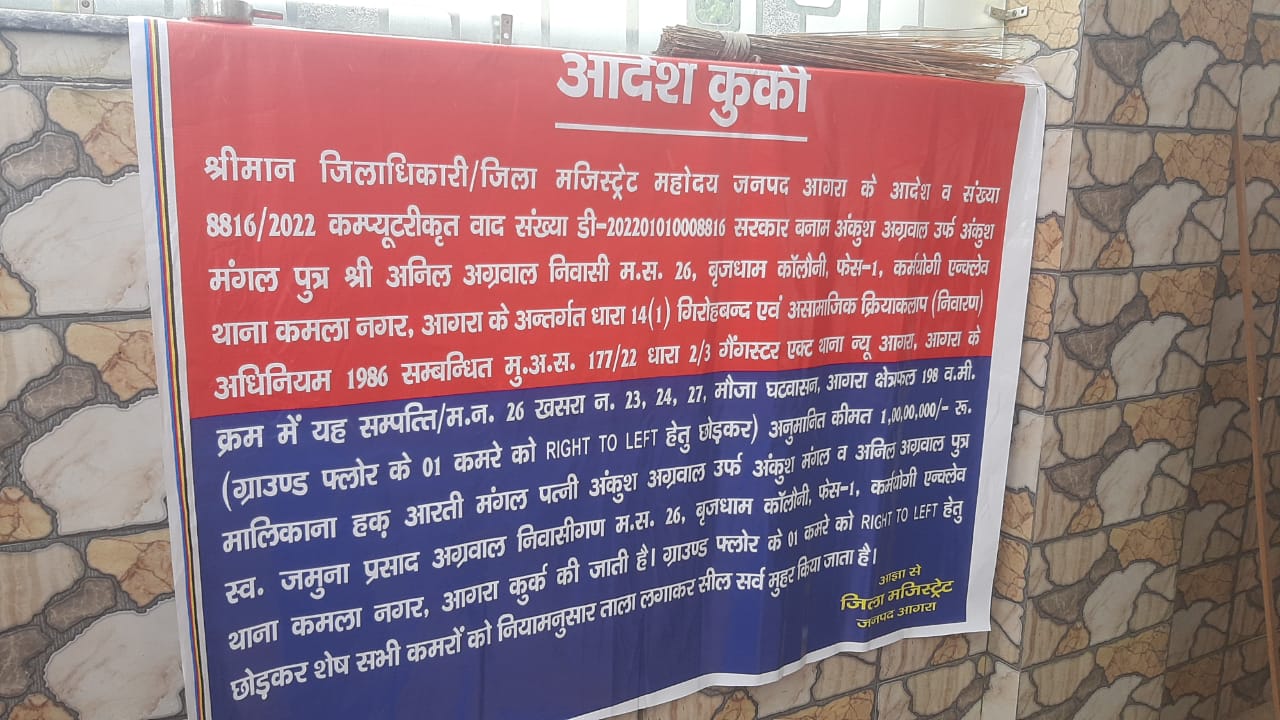 आदेश कुर्की
श्रीमान जिलाधिकारी/जिला मजिस्ट्रेट महोदय जनपद आगरा के आदेश व संख्या
8816/2022 कम्प्यूटरीकृत वाद संख्या डी-202201010008816 सरकार बनाम अंकुश अग्रवाल उर्फ अंकुश
मंगल पुत्र श्री अनिल अग्रवाल निवासी म.स. 26, बृजधाम कॉलौनी, फेस-1, कर्मयोगी एन्क्लेव
थाना कमला नगर, आगरा के अन्तर्गत धारा 14(1) गिरोहबन्द एवं असामाजिक क्रियाकलाप (निवारण)
अधिनियम 1986 सम्बन्धित मु.अ.स. 177/22 धारा 2/3 गैंगस्टर एक्ट थाना न्यू आगरा, आगरा के
क्रम में यह सम्पत्ति/म.न. 26 खसरा न. 23, 24, 27, मौजा घटवासन, आगरा क्षेत्रफल 198 व.मी.
(ग्राउण्ड फ्लोर के 01 कमरे को RIGHT TO LEFT हेतु छोड़कर) अनुमानित कीमत 1,00,00,000/- रू.
मालिकाना हक़ आरती मंगल पत्नी अंकुश अग्रवाल उर्फ अंकुश मंगल व अनिल अग्रवाल पुत्र
स्व. जमुना प्रसाद अग्रवाल निवासीगण म.स. 26, बृजधाम कॉलौनी, फेस-1, कर्मयोगी एन्क्लेव
थाना कमला नगर, आगरा कुर्क की जाती है। ग्राउण्ड फ्लोर के 01 कमरे को RIGHT TO LEFT हेतु
छोड़कर शेष सभी कमरों को नियामनुसार ताला लगाकर सील सर्व मुहर किया जाता है।
आज्ञा से
जिला मजिस्ट्रेट
जनपद आगरा